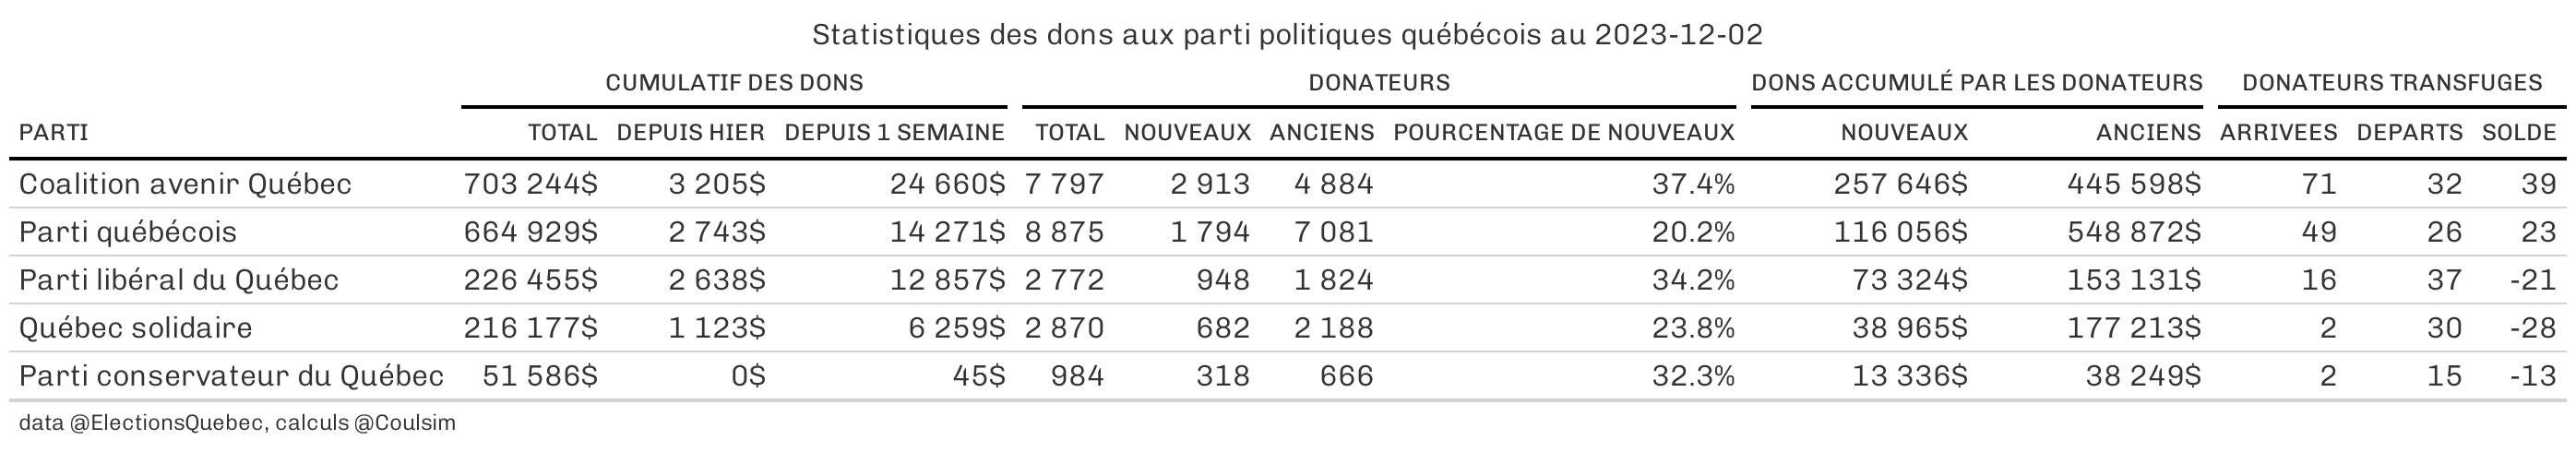 Statistiques des dons aux parti politiques québécois au 2023-12-02
CUMULATIF DES DONS DONATEURS DONS ACCUMULÉ PAR LES DONATEURS DONATEURS TRANSFUGES
PARTI TOTAL DEPUIS HIER DEPUIS 1 SEMAINE TOTAL NOUVEAUX ANCIENS POURCENTAGE DE NOUVEAUX NOUVEAUX ANCIENS ARRIVEES DEPARTS SOLDE
Coalition avenir Québec 703 244$ 3 205$ 24 660$ 7 797 2 913 4 884 37.4% 257 646$ 445 598$ 71 32 39
Parti québécois 664 929$ 2 743$ 14 271$ 8 875 1 794 7 081 20.2% 116 056$ 548 872$ 49 26 23
Parti libéral du Québec 226 455$ 2 638$ 12 857$ 2 772 948 1 824 34.2% 73 324$ 153 131$ 16 37 -21
Québec solidaire 216 177$ 1 123$ 6 259$ 2 870 682 2 188 23.8% 38 965$ 177 213$ 2 30 -28
Parti conservateur du Québec 51 586$ 0$ 45$ 984 318 666 32.3% 13 336$ 38 249$ 2 15 -13
data @ElectionsQuebec, calculs @Coulsim